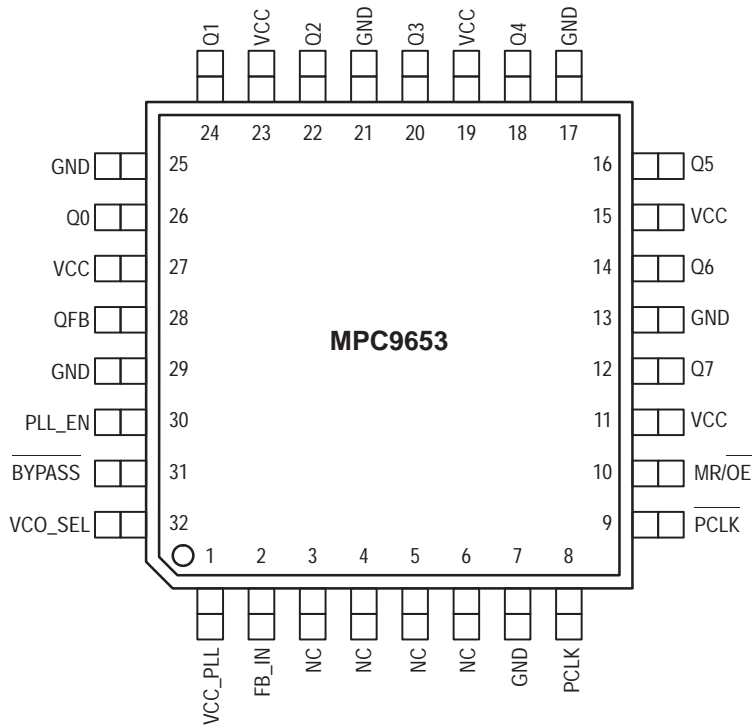 Q1 VCC Q2 GND Q3 VCC Q4 GND
24 23 22 21 20 19 18 17
GND 25 16 Q5
Q0 26 15 VCC
VCC 27 14 Q6
QFB 28 13 GND
MPC9653
GND 29 12 Q7
PLL_EN 30 11 VCC
B̅Y̅P̅A̅S̅S̅ 31 10 MR/O̅E̅
VCO_SEL 32 9 P̅C̅L̅K̅
1 2 3 4 5 6 7 8
VCC_PLL FB_IN NC NC NC NC GND PCLK